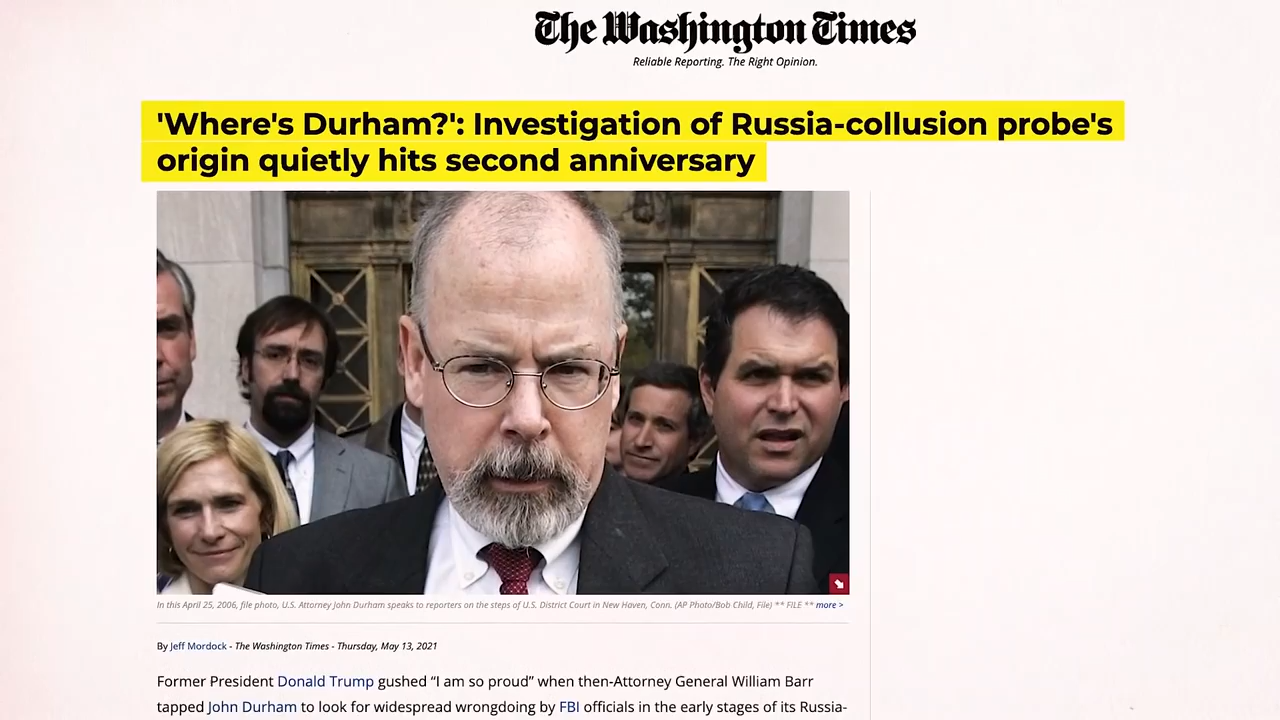 The Washington Times
Reliable Reporting. The Right Opinion.
'Where's Durham?': Investigation of Russia-collusion probe's
origin quietly hits second anniversary
In this April 25, 2006, file photo, U.S. Attorney John Durham speaks to reporters on the steps of U.S. District Court in New Haven, Conn. (AP Photo/Bob Child, File) ** FILE ** more >
By Jeff Mordock - The Washington Times - Thursday, May 13, 2021
Former President Donald Trump gushed “I am so proud” when then-Attorney General William Barr
tapped John Durham to look for widespread wrongdoing by FBI officials in the early stages of its Russia-